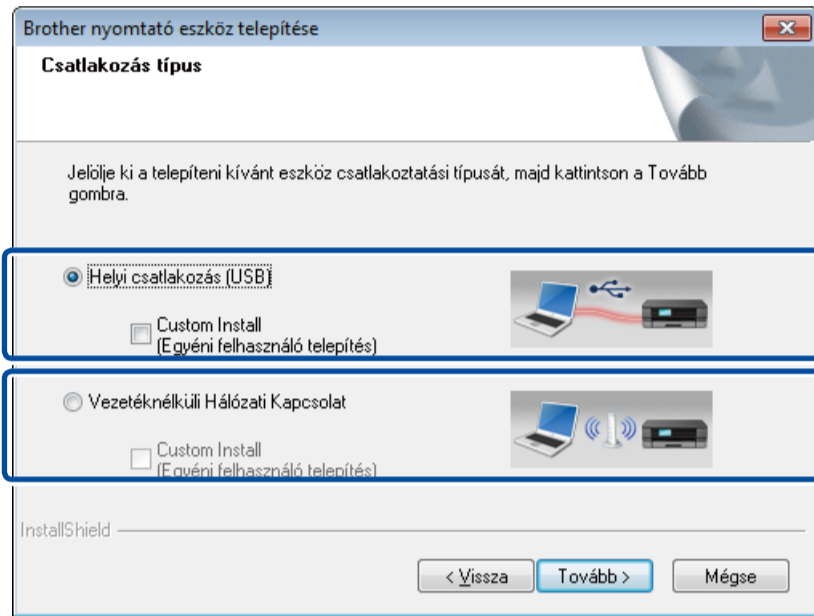 Brother nyomtató eszköz telepítése
Csatlakozás típus
Jelölje ki a telepíteni kívánt eszköz csatlakoztatási típusát, majd kattintson a Tovább
gombra.
Helyi csatlakozás (USB)
Custom Install
(Egyéni felhasználó telepítés)
Vezetéknélküli Hálózati Kapcsolat
Custom Install
(Egyéni felhasználó telepítés)
InstallShield
< Vissza Tovább > Mégse